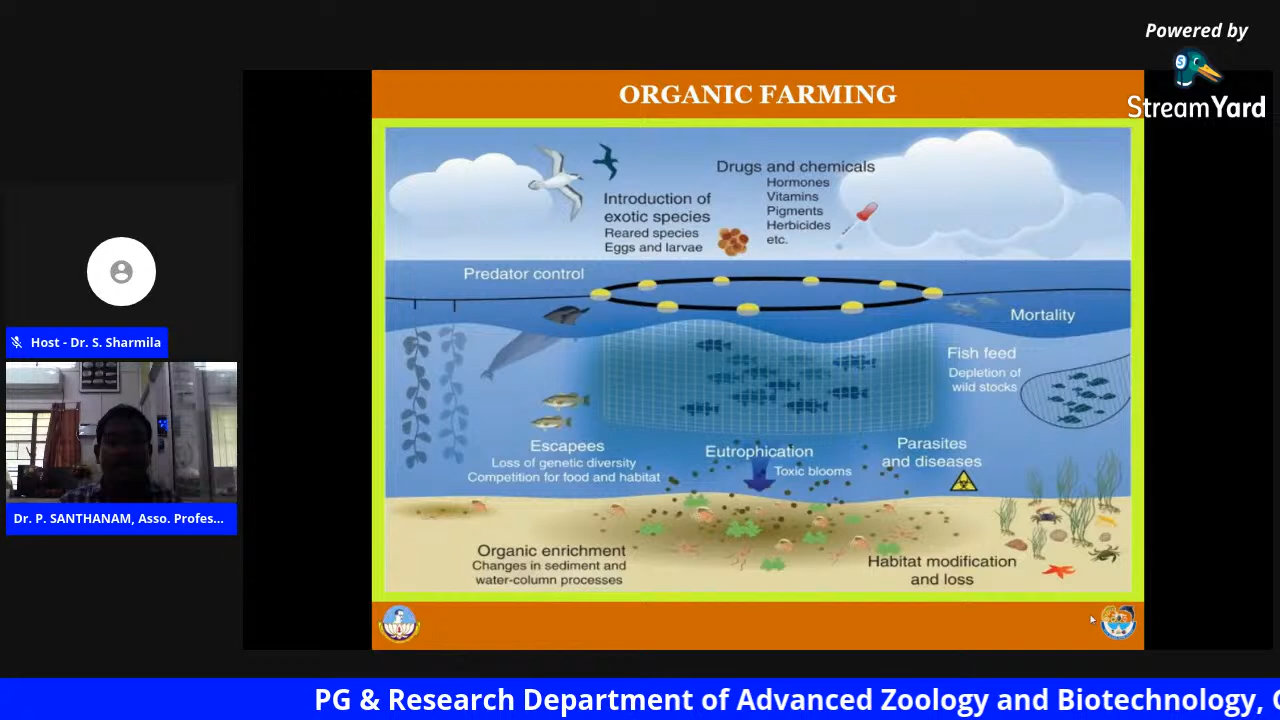 Powered by
StreamYard
ORGANIC FARMING
Drugs and chemicals
Hormones
Vitamins
Pigments
Herbicides
etc.
Introduction of
exotic species
Reared species
Eggs and larvae
Predator control
Mortality
Fish feed
Depletion of
wild stocks
Escapees
Loss of genetic diversity
Competition for food and habitat
Eutrophication
Toxic blooms
Parasites
and diseases
Organic enrichment
Changes in sediment and
water-column processes
Habitat modification
and loss
Host - Dr. S. Sharmila
Dr. P. SANTHANAM, Asso. Profes...
PG & Research Department of Advanced Zoology and Biotechnology,